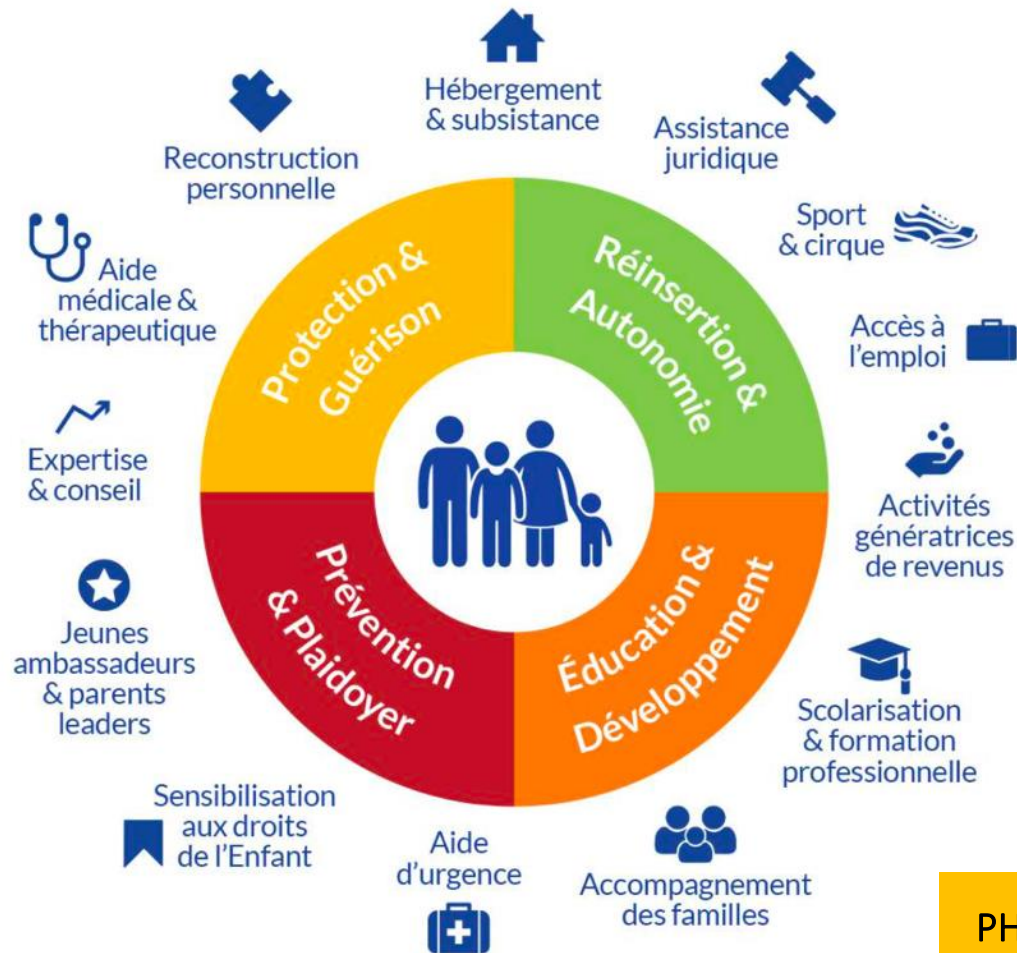 Hébergement
& subsistance
Assistance
juridique
Sport
& cirque
Accès à
l'emploi
Activités
génératrices
de revenus
Scolarisation
& formation
professionnelle
Accompagnement
des familles
Aide
d'urgence
Sensibilisation
aux droits
de l'Enfant
Jeunes
ambassadeurs
& parents
leaders
Expertise
& conseil
Aide
médicale &
thérapeutique
Reconstruction
personnelle
Protection &
Guérison
Réinsertion &
Autonomie
Éducation &
Développement
Prévention
& Plaidoyer